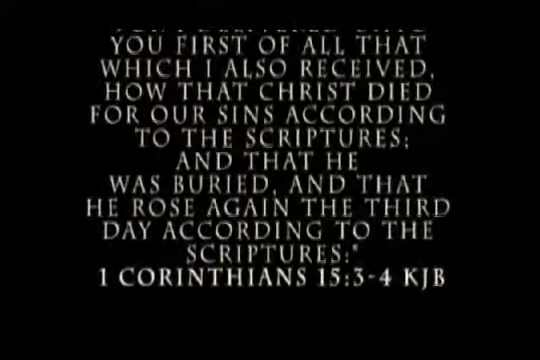 YOU FIRST OF ALL THAT
WHICH I ALSO RECEIVED,
HOW THAT CHRIST DIED
FOR OUR SINS ACCORDING
TO THE SCRIPTURES;
AND THAT HE
WAS BURIED, AND THAT
HE ROSE AGAIN THE THIRD
DAY ACCORDING TO THE
SCRIPTURES:"
1 CORINTHIANS 15:3-4 KJB